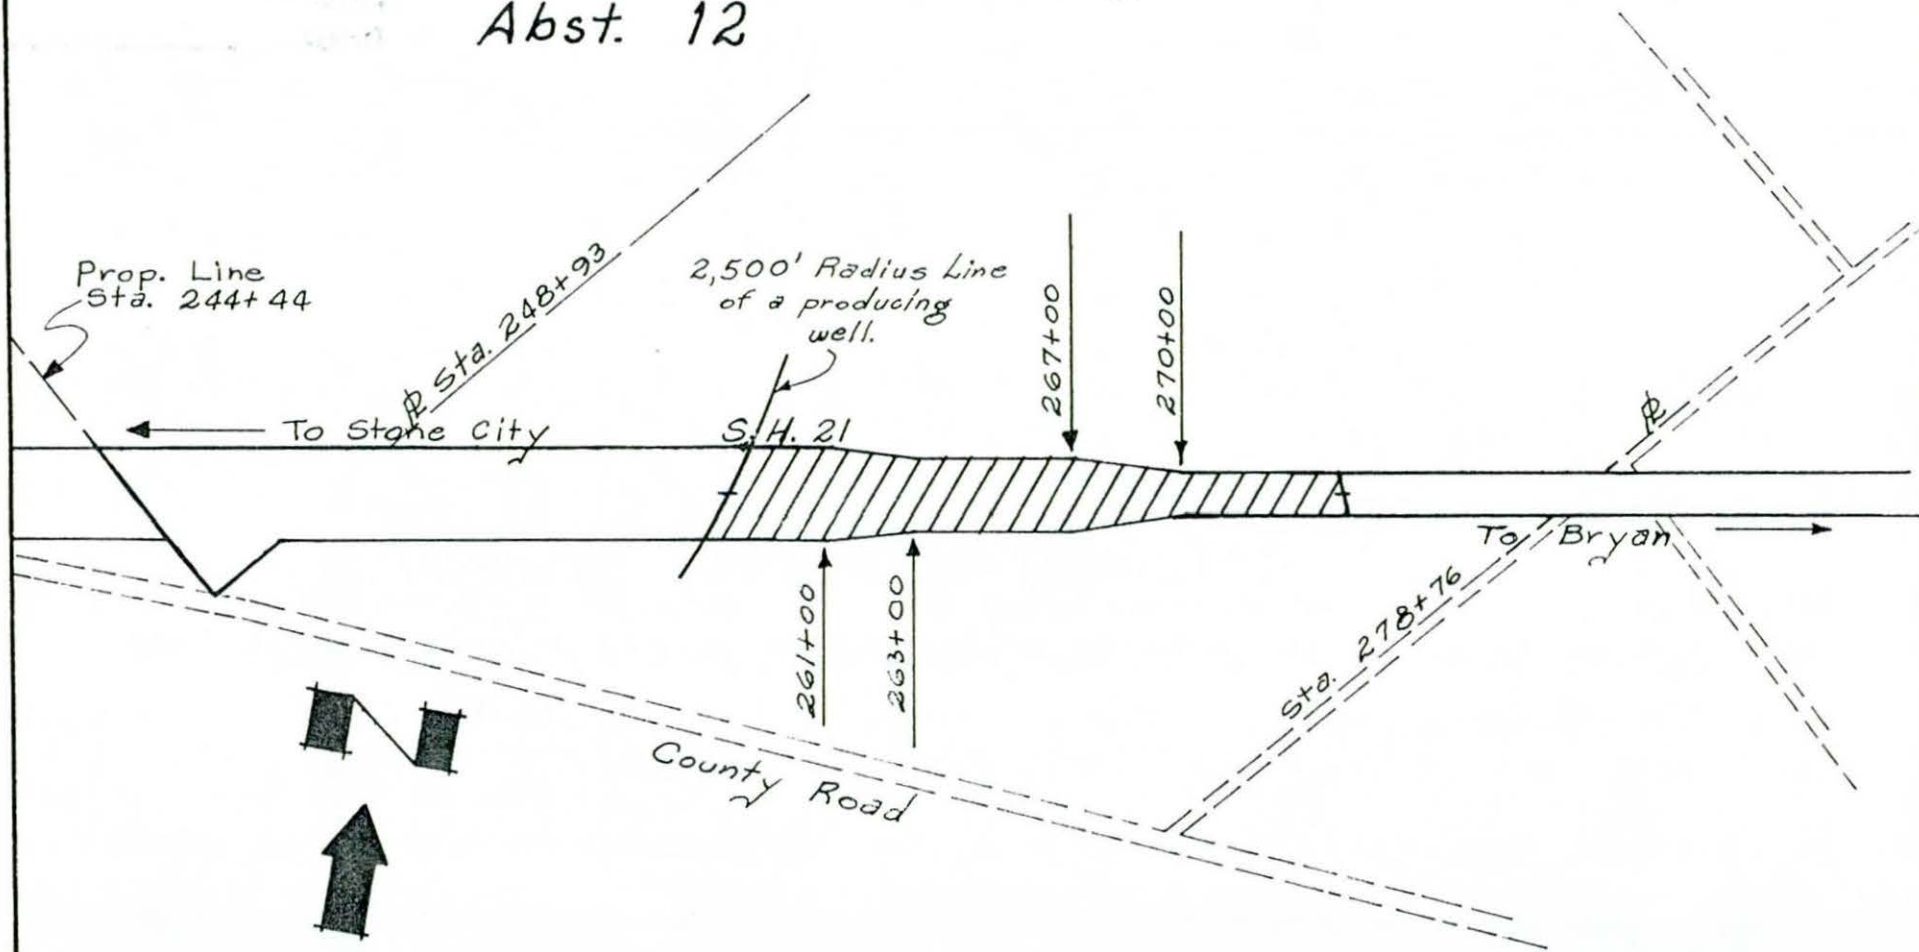 Abst. 12
Prop. Line
Sta. 244+44
℄ Sta. 248+93
2,500' Radius Line
of a producing
well.
267+00
270+00
To Stone City
S.H. 21
℄
To Bryan
261+00
263+00
Sta. 278+76
County Road
N